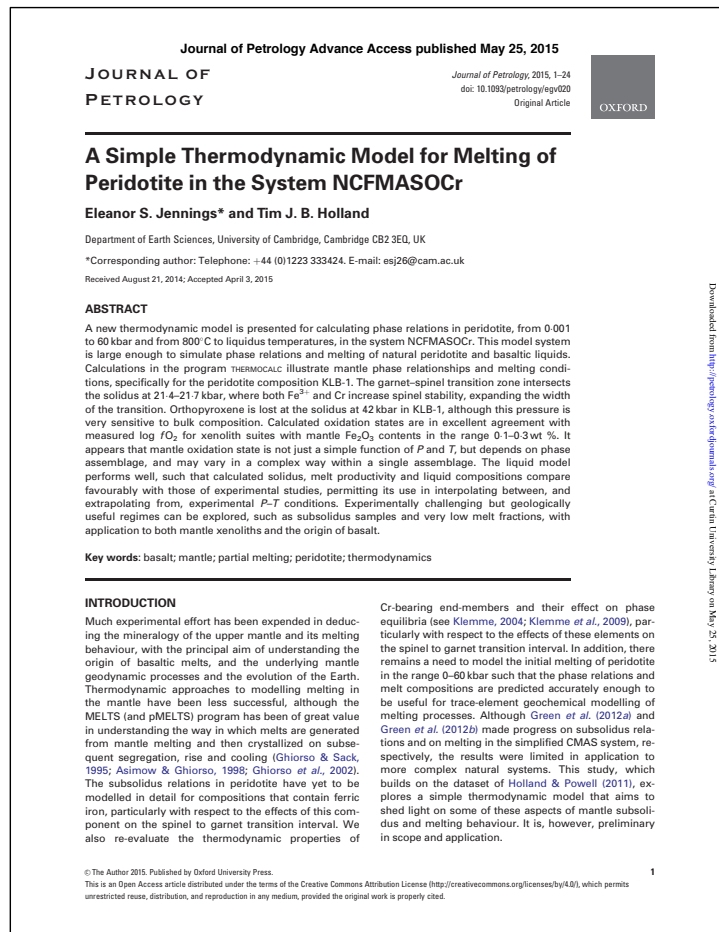 Journal of Petrology Advance Access published May 25, 2015
JOURNAL OF
PETROLOGY
Journal of Petrology, 2015, 1–24
doi: 10.1093/petrology/egv020
Original Article
OXFORD
A Simple Thermodynamic Model for Melting of
Peridotite in the System NCFMASOCr
Eleanor S. Jennings* and Tim J. B. Holland
Department of Earth Sciences, University of Cambridge, Cambridge CB2 3EQ, UK
*Corresponding author: Telephone: +44 (0)1223 333424. E-mail: esj26@cam.ac.uk
Received August 21, 2014; Accepted April 3, 2015
ABSTRACT
A new thermodynamic model is presented for calculating phase relations in peridotite, from 0·001
to 60 kbar and from 800°C to liquidus temperatures, in the system NCFMASOCr. This model system
is large enough to simulate phase relations and melting of natural peridotite and basaltic liquids.
Calculations in the program THERMOCALC illustrate mantle phase relationships and melting condi-
tions, specifically for the peridotite composition KLB-1. The garnet–spinel transition zone intersects
the solidus at 21·4–21·7 kbar, where both Fe³⁺ and Cr increase spinel stability, expanding the width
of the transition. Orthopyroxene is lost at the solidus at 42 kbar in KLB-1, although this pressure is
very sensitive to bulk composition. Calculated oxidation states are in excellent agreement with
measured log fO₂ for xenolith suites with mantle Fe₂O₃ contents in the range 0·1–0·3 wt %. It
appears that mantle oxidation state is not just a simple function of P and T, but depends on phase
assemblage, and may vary in a complex way within a single assemblage. The liquid model
performs well, such that calculated solidus, melt productivity and liquid compositions compare
favourably with those of experimental studies, permitting its use in interpolating between, and
extrapolating from, experimental P–T conditions. Experimentally challenging but geologically
useful regimes can be explored, such as subsolidus samples and very low melt fractions, with
application to both mantle xenoliths and the origin of basalt.
Key words: basalt; mantle; partial melting; peridotite; thermodynamics
INTRODUCTION
Much experimental effort has been expended in deduc-
ing the mineralogy of the upper mantle and its melting
behaviour, with the principal aim of understanding the
origin of basaltic melts, and the underlying mantle
geodynamic processes and the evolution of the Earth.
Thermodynamic approaches to modelling melting in
the mantle have been less successful, although the
MELTS (and pMELTS) program has been of great value
in understanding the way in which melts are generated
from mantle melting and then crystallized on subse-
quent segregation, rise and cooling (Ghiorso & Sack,
1995; Asimow & Ghiorso, 1998; Ghiorso et al., 2002).
The subsolidus relations in peridotite have yet to be
modelled in detail for compositions that contain ferric
iron, particularly with respect to the effects of this com-
ponent on the spinel to garnet transition interval. We
also re-evaluate the thermodynamic properties of
Cr-bearing end-members and their effect on phase
equilibria (see Klemme, 2004; Klemme et al., 2009), par-
ticularly with respect to the effects of these elements on
the spinel to garnet transition interval. In addition, there
remains a need to model the initial melting of peridotite
in the range 0–60 kbar such that the phase relations and
melt compositions are predicted accurately enough to
be useful for trace-element geochemical modelling of
melting processes. Although Green et al. (2012a) and
Green et al. (2012b) made progress on subsolidus rela-
tions and on melting in the simplified CMAS system, re-
spectively, the results were limited in application to
more complex natural systems. This study, which
builds on the dataset of Holland & Powell (2011), ex-
plores a simple thermodynamic model that aims to
shed light on some of these aspects of mantle subsoli-
dus and melting behaviour. It is, however, preliminary
in scope and application.
© The Author 2015. Published by Oxford University Press.
1
This is an Open Access article distributed under the terms of the Creative Commons Attribution License (http://creativecommons.org/licenses/by/4.0/), which permits
unrestricted reuse, distribution, and reproduction in any medium, provided the original work is properly cited.
Downloaded from http://petrology.oxfordjournals.org/ at Curtin University Library on May 25, 2015